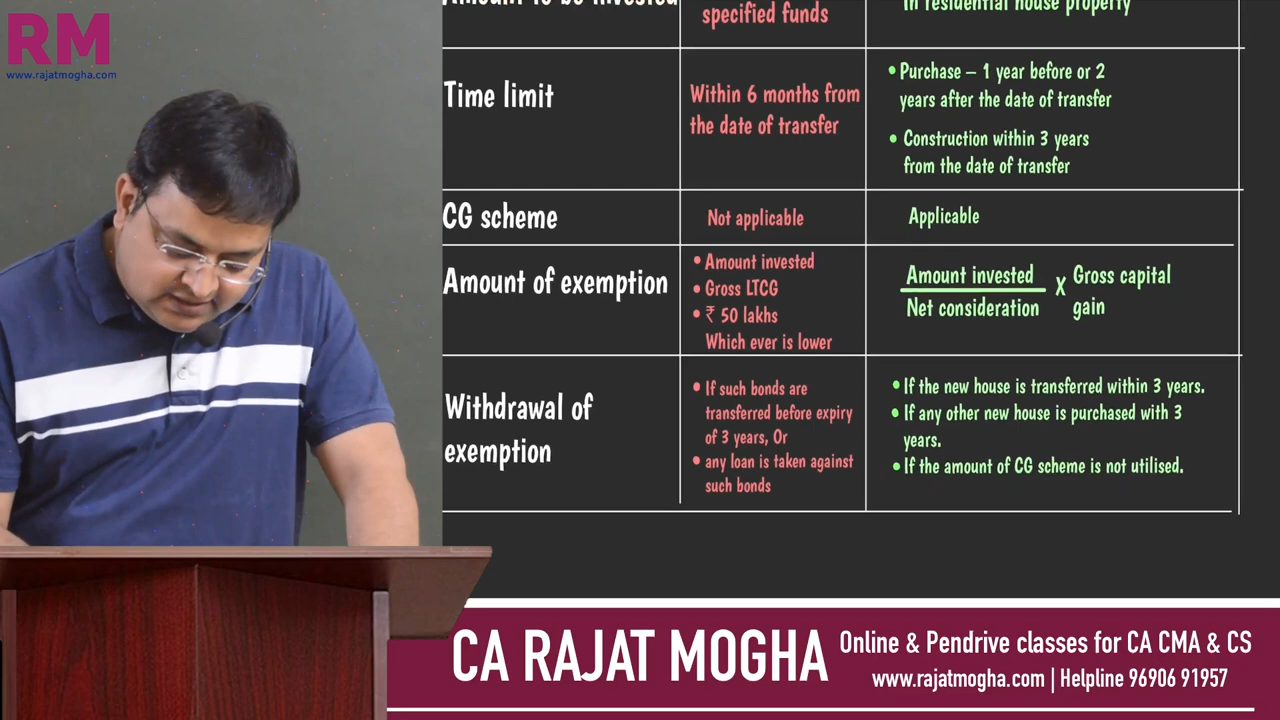 RM
www.rajatmogha.com
Amount to be invested
specified funds
in residential house property
Time limit
Within 6 months from
the date of transfer
• Purchase – 1 year before or 2
years after the date of transfer
• Construction within 3 years
from the date of transfer
CG scheme
Not applicable
Applicable
Amount of exemption
• Amount invested
• Gross LTCG
• ₹ 50 lakhs
Which ever is lower
Amount invested
Net consideration
X Gross capital
gain
Withdrawal of
exemption
• If such bonds are
transferred before expiry
of 3 years, Or
• any loan is taken against
such bonds
• If the new house is transferred within 3 years.
• If any other new house is purchased with 3
years.
• If the amount of CG scheme is not utilised.
CA RAJAT MOGHA
Online & Pendrive classes for CA CMA & CS
www.rajatmogha.com | Helpline 96906 91957